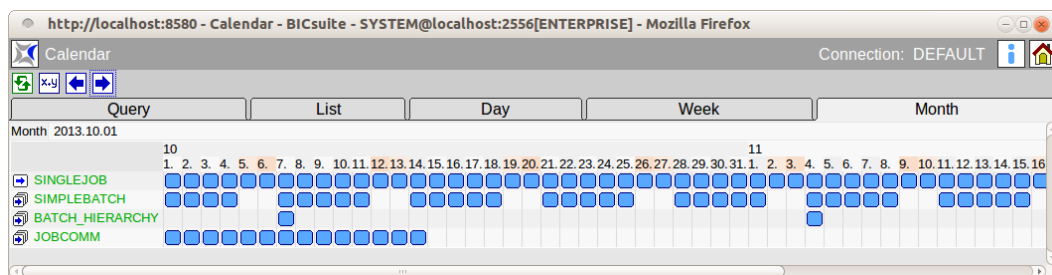 http://localhost:8580 - Calendar - BICsuite - SYSTEM@localhost:2556[ENTERPRISE] - Mozilla Firefox
Calendar Connection: DEFAULT
x,y
Query List Day Week Month
Month 2013.10.01
10 11
1. 2. 3. 4. 5. 6. 7. 8. 9. 10. 11. 12. 13. 14. 15. 16. 17. 18. 19. 20. 21. 22. 23. 24. 25. 26. 27. 28. 29. 30. 31. 1. 2. 3. 4. 5. 6. 7. 8. 9. 10. 11. 12. 13. 14. 15. 16
SINGLEJOB
SIMPLEBATCH
BATCH_HIERARCHY
JOBCOMM